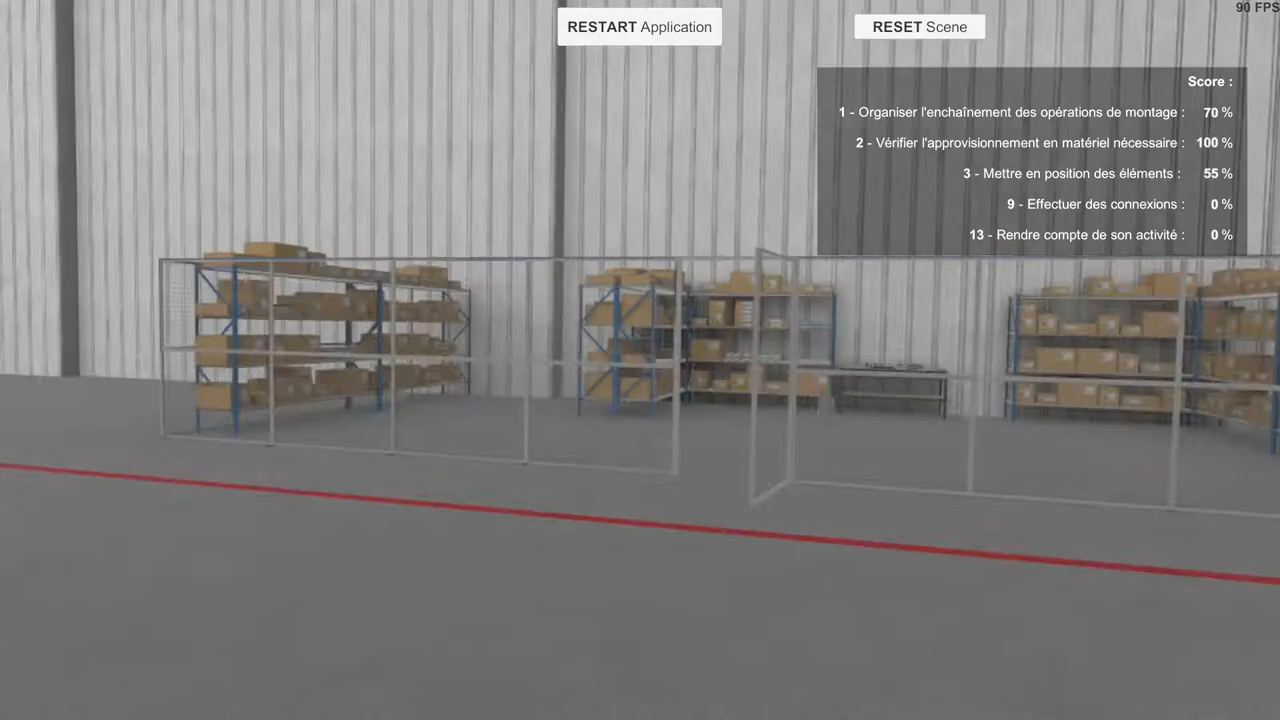 90 FPS
RESTART Application
RESET Scene
Score :
1 - Organiser l'enchaînement des opérations de montage : 70 %
2 - Vérifier l'approvisionnement en matériel nécessaire : 100 %
3 - Mettre en position des éléments : 55 %
9 - Effectuer des connexions : 0 %
13 - Rendre compte de son activité : 0 %